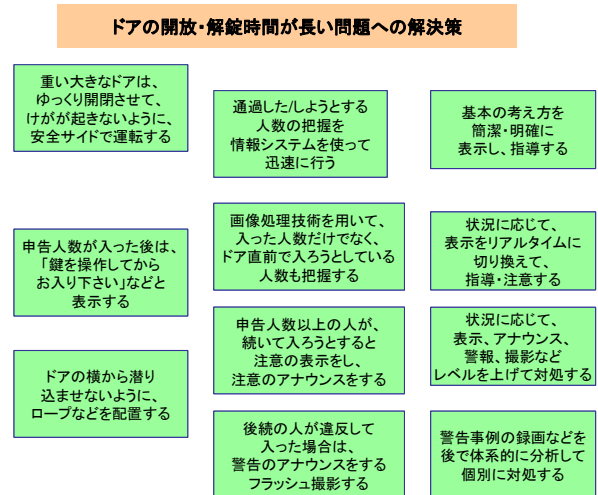 ドアの開放・解錠時間が長い問題への解決策
重い大きなドアは、
ゆっくり開閉させて、
けがが起きないように、
安全サイドで運転する
申告人数が入った後は、
「鍵を操作してから
お入り下さい」などと
表示する
ドアの横から潜り
込ませないように、
ロープなどを配置する
通過した/しようとする
人数の把握を
情報システムを使って
迅速に行う
画像処理技術を用いて、
入った人数だけでなく、
ドア直前で入ろうとしている
人数も把握する
申告人数以上の人が、
続いて入ろうとすると
注意の表示をし、
注意のアナウンスをする
後続の人が違反して
入った場合は、
警告のアナウンスをする
フラッシュ撮影する
基本の考え方を
簡潔・明確に
表示し、指導する
状況に応じて、
表示をリアルタイムに
切り換えて、
指導・注意する
状況に応じて、
表示、アナウンス、
警報、撮影など
レベルを上げて対処する
警告事例の録画などを
後で体系的に分析して
個別に対処する